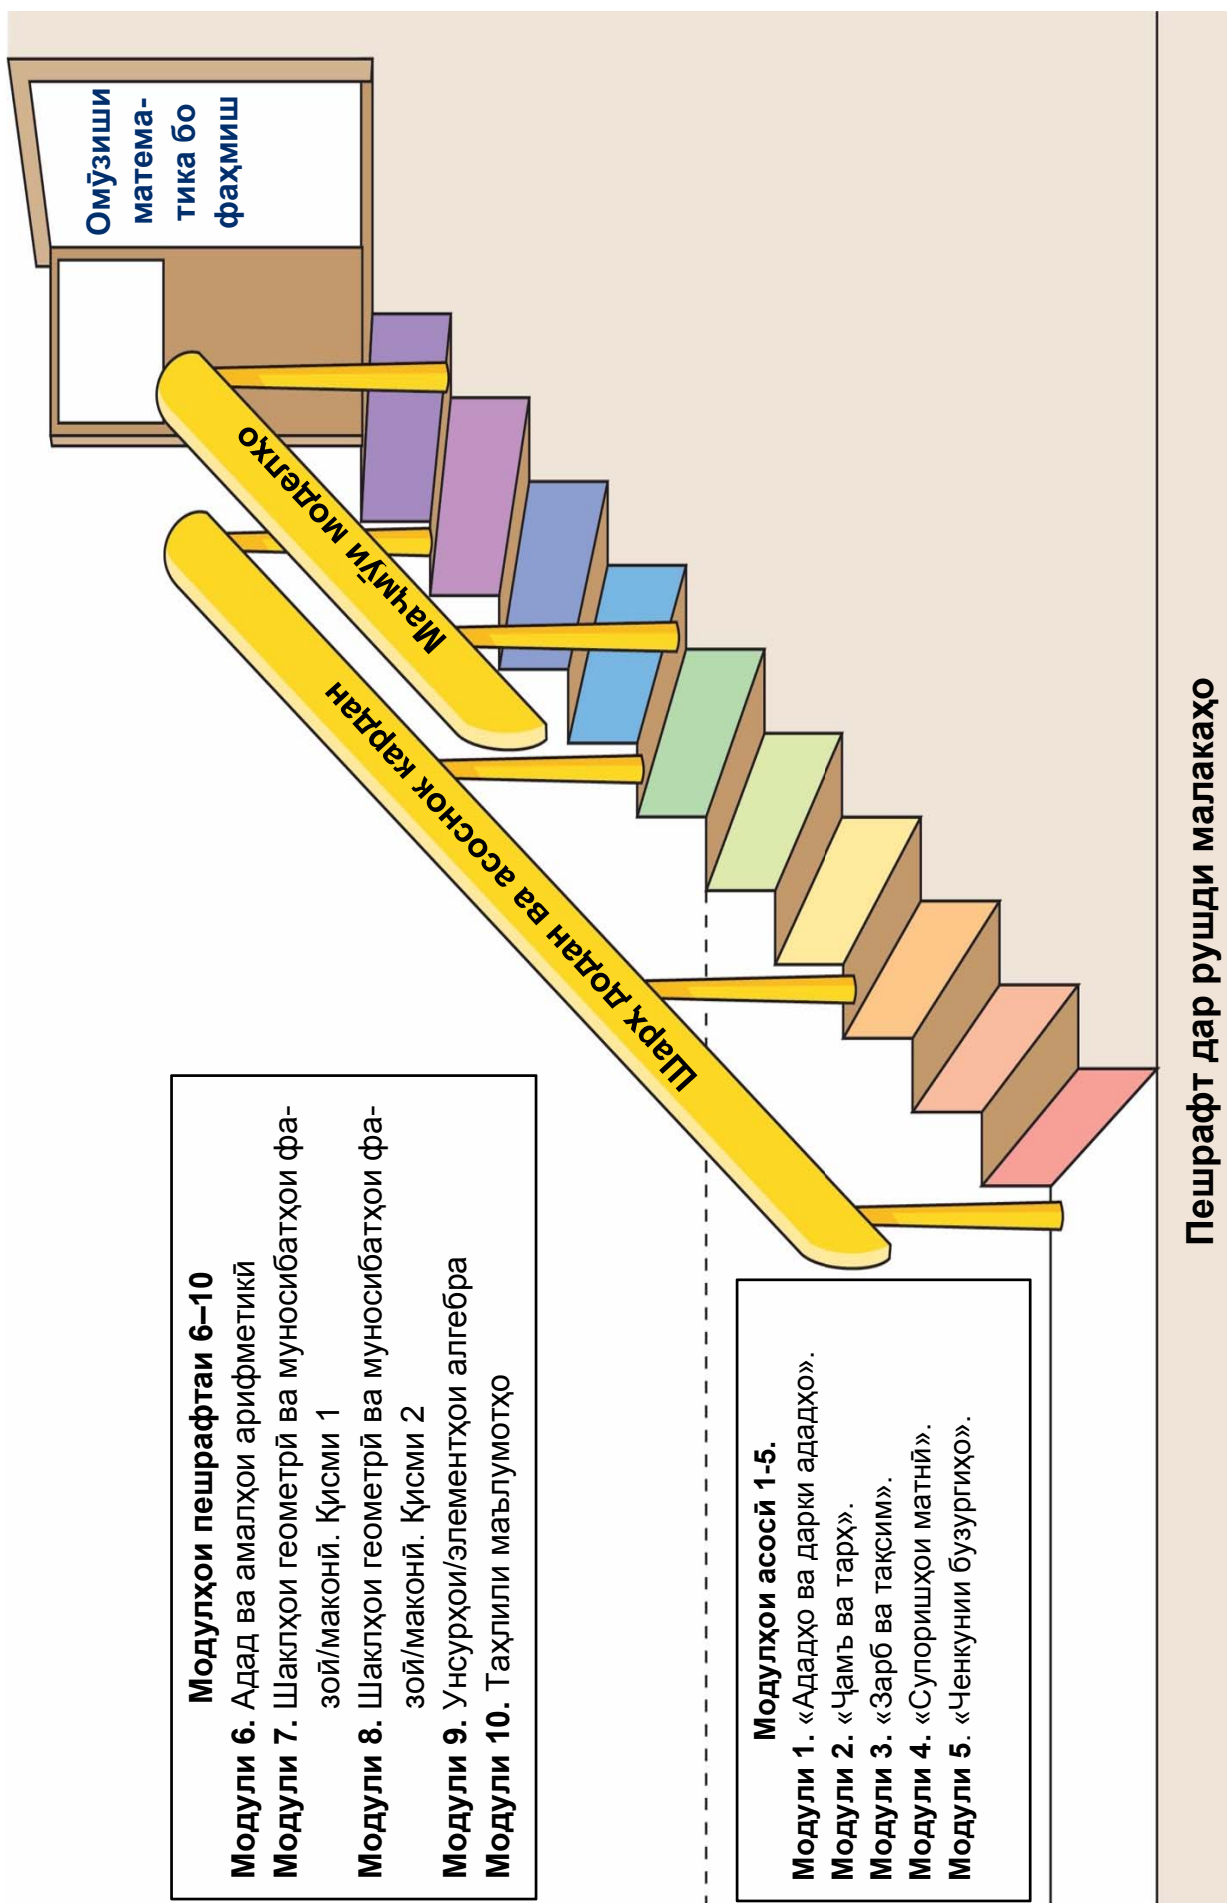 Омӯзиши
матема-
тика бо
фаҳмиш
Маҷмӯи моделҳо
Шарҳ додан ва асоснок кардан
Модулҳои пешрафтаи 6–10
Модули 6. Адад ва амалҳои арифметикӣ
Модули 7. Шаклҳои геометрӣ ва муносибатҳои фа-
зоӣ/маконӣ. Қисми 1
Модули 8. Шаклҳои геометрӣ ва муносибатҳои фа-
зоӣ/маконӣ. Қисми 2
Модули 9. Унсурҳои/элементҳои алгебра
Модули 10. Таҳлили маълумотҳо
Модулҳои асосӣ 1-5.
Модули 1. «Ададҳо ва дарки ададҳо».
Модули 2. «Ҷамъ ва тарҳ».
Модули 3. «Зарб ва тақсим».
Модули 4. «Супоришҳои матнӣ».
Модули 5. «Ченкунии бузургиҳо».
Пешрафт дар рушди малакаҳо